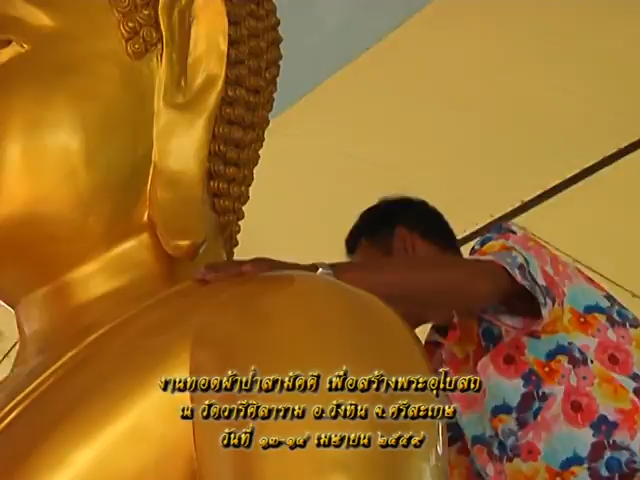 งานทอดผ้าป่าสามัคคี เพื่อสร้างพระอุโบสถ
ณ วัดวารีศิลาราม อ.วังหิน จ.ศรีสะเกษ
วันที่ ๑๓-๑๔ เมษายน ๒๕๕๙